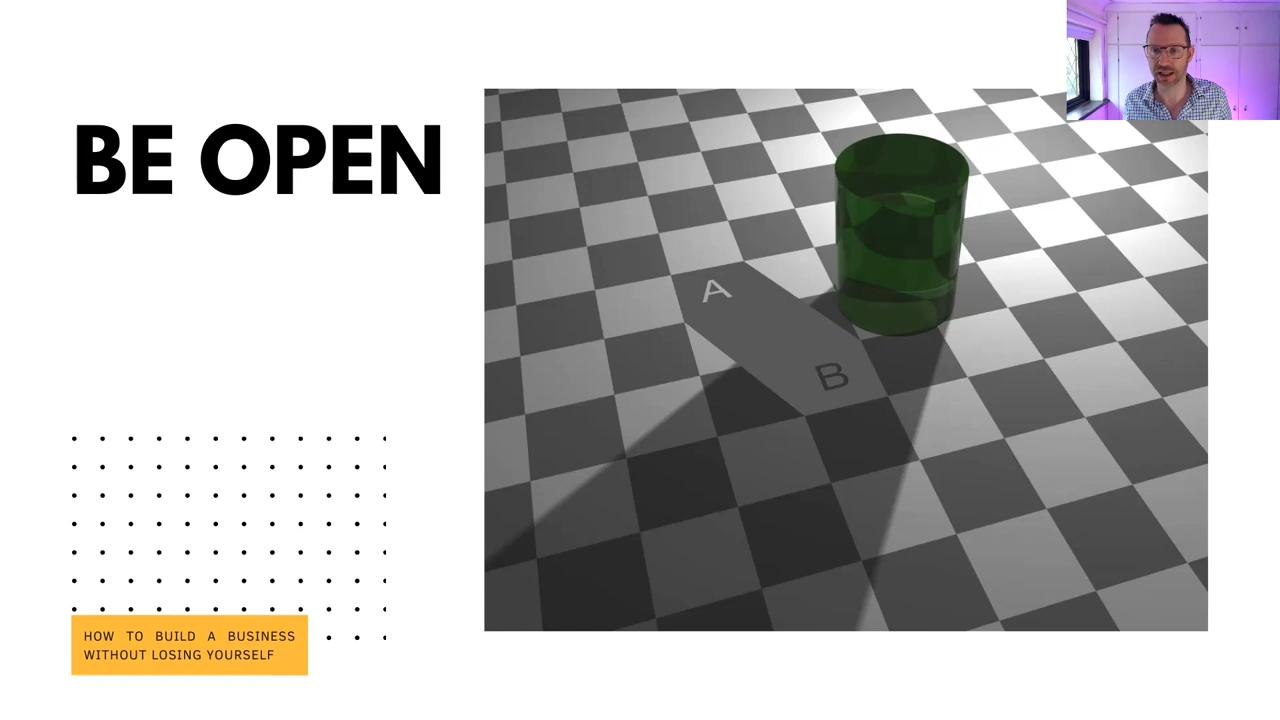 BE OPEN
A
B
HOW TO BUILD A BUSINESS
WITHOUT LOSING YOURSELF